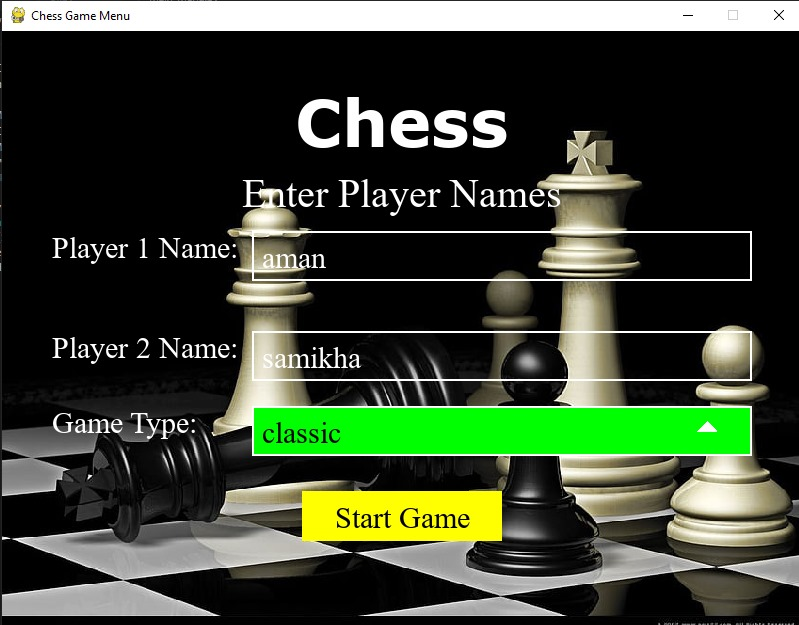 Chess Game Menu
Chess
Enter Player Names
Player 1 Name:
aman
Player 2 Name:
samikha
Game Type:
classic
Start Game